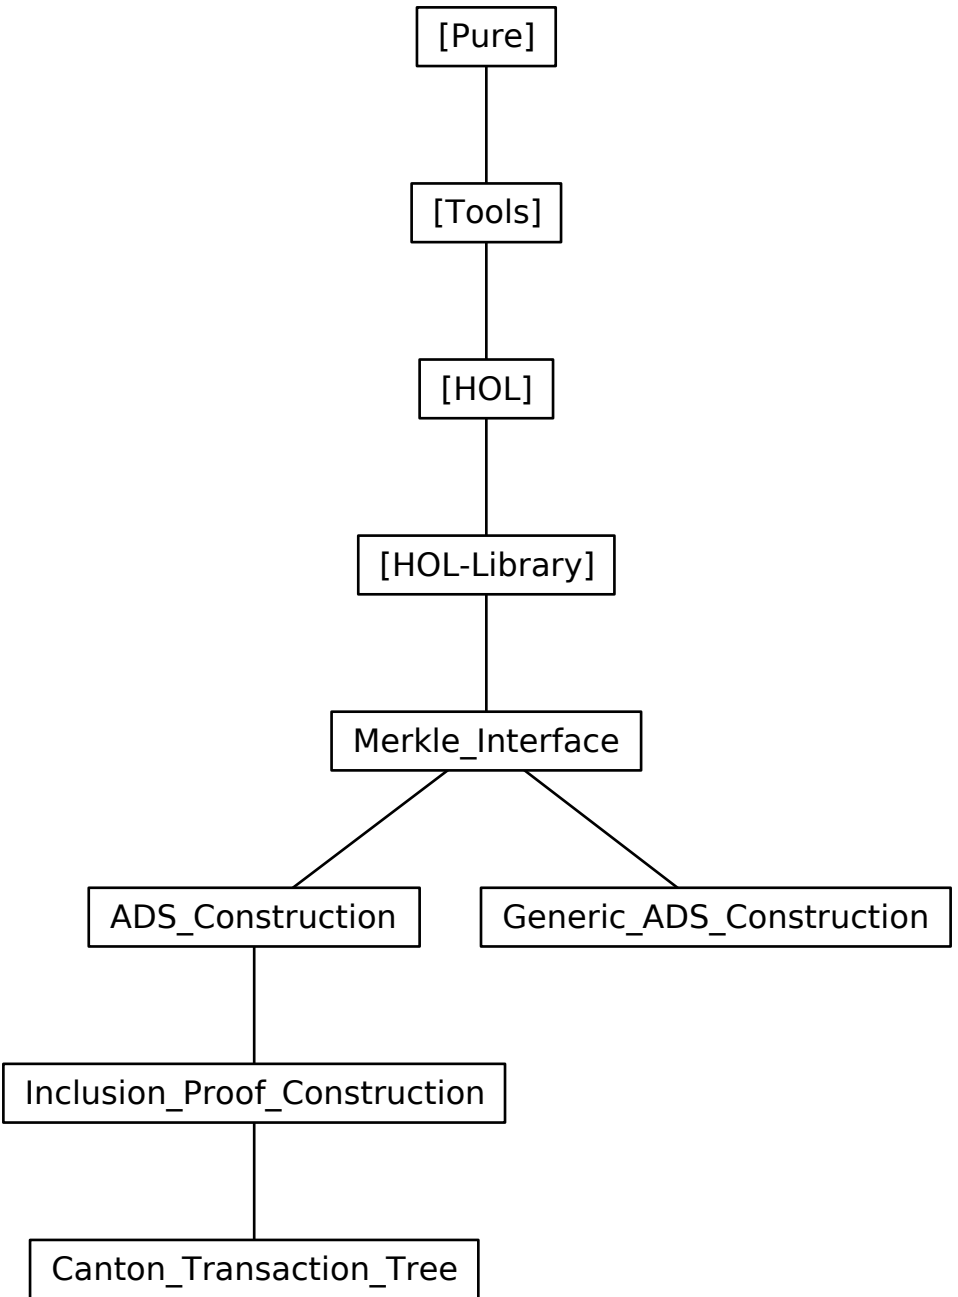 [Pure]
[Tools]
[HOL]
[HOL-Library]
Merkle_Interface
ADS_Construction
Generic_ADS_Construction
Inclusion_Proof_Construction
Canton_Transaction_Tree